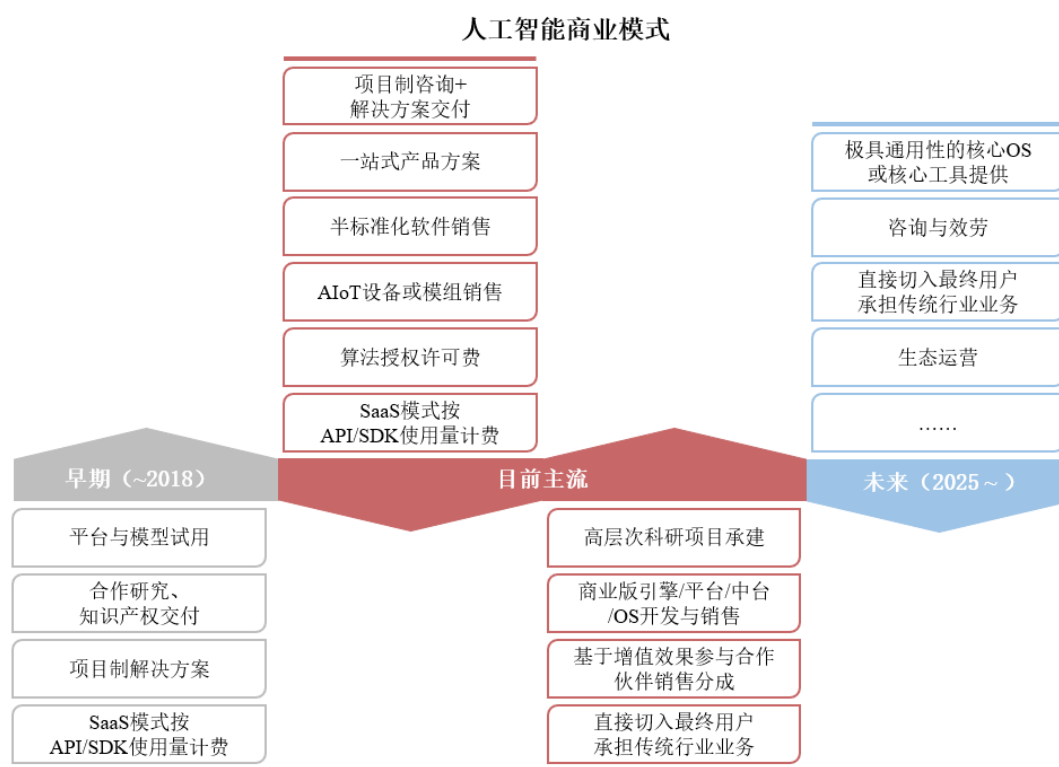 人工智能商业模式
项目制咨询+
解决方案交付
一站式产品方案
半标准化软件销售
AIoT设备或模组销售
算法授权许可费
SaaS模式按
API/SDK使用量计费
极具通用性的核心OS
或核心工具提供
咨询与效劳
直接切入最终用户
承担传统行业业务
生态运营
……
早期（~2018）
目前主流
未来（2025～）
平台与模型试用
合作研究、
知识产权交付
项目制解决方案
SaaS模式按
API/SDK使用量计费
高层次科研项目承建
商业版引擎/平台/中台
/OS开发与销售
基于增值效果参与合作
伙伴销售分成
直接切入最终用户
承担传统行业业务